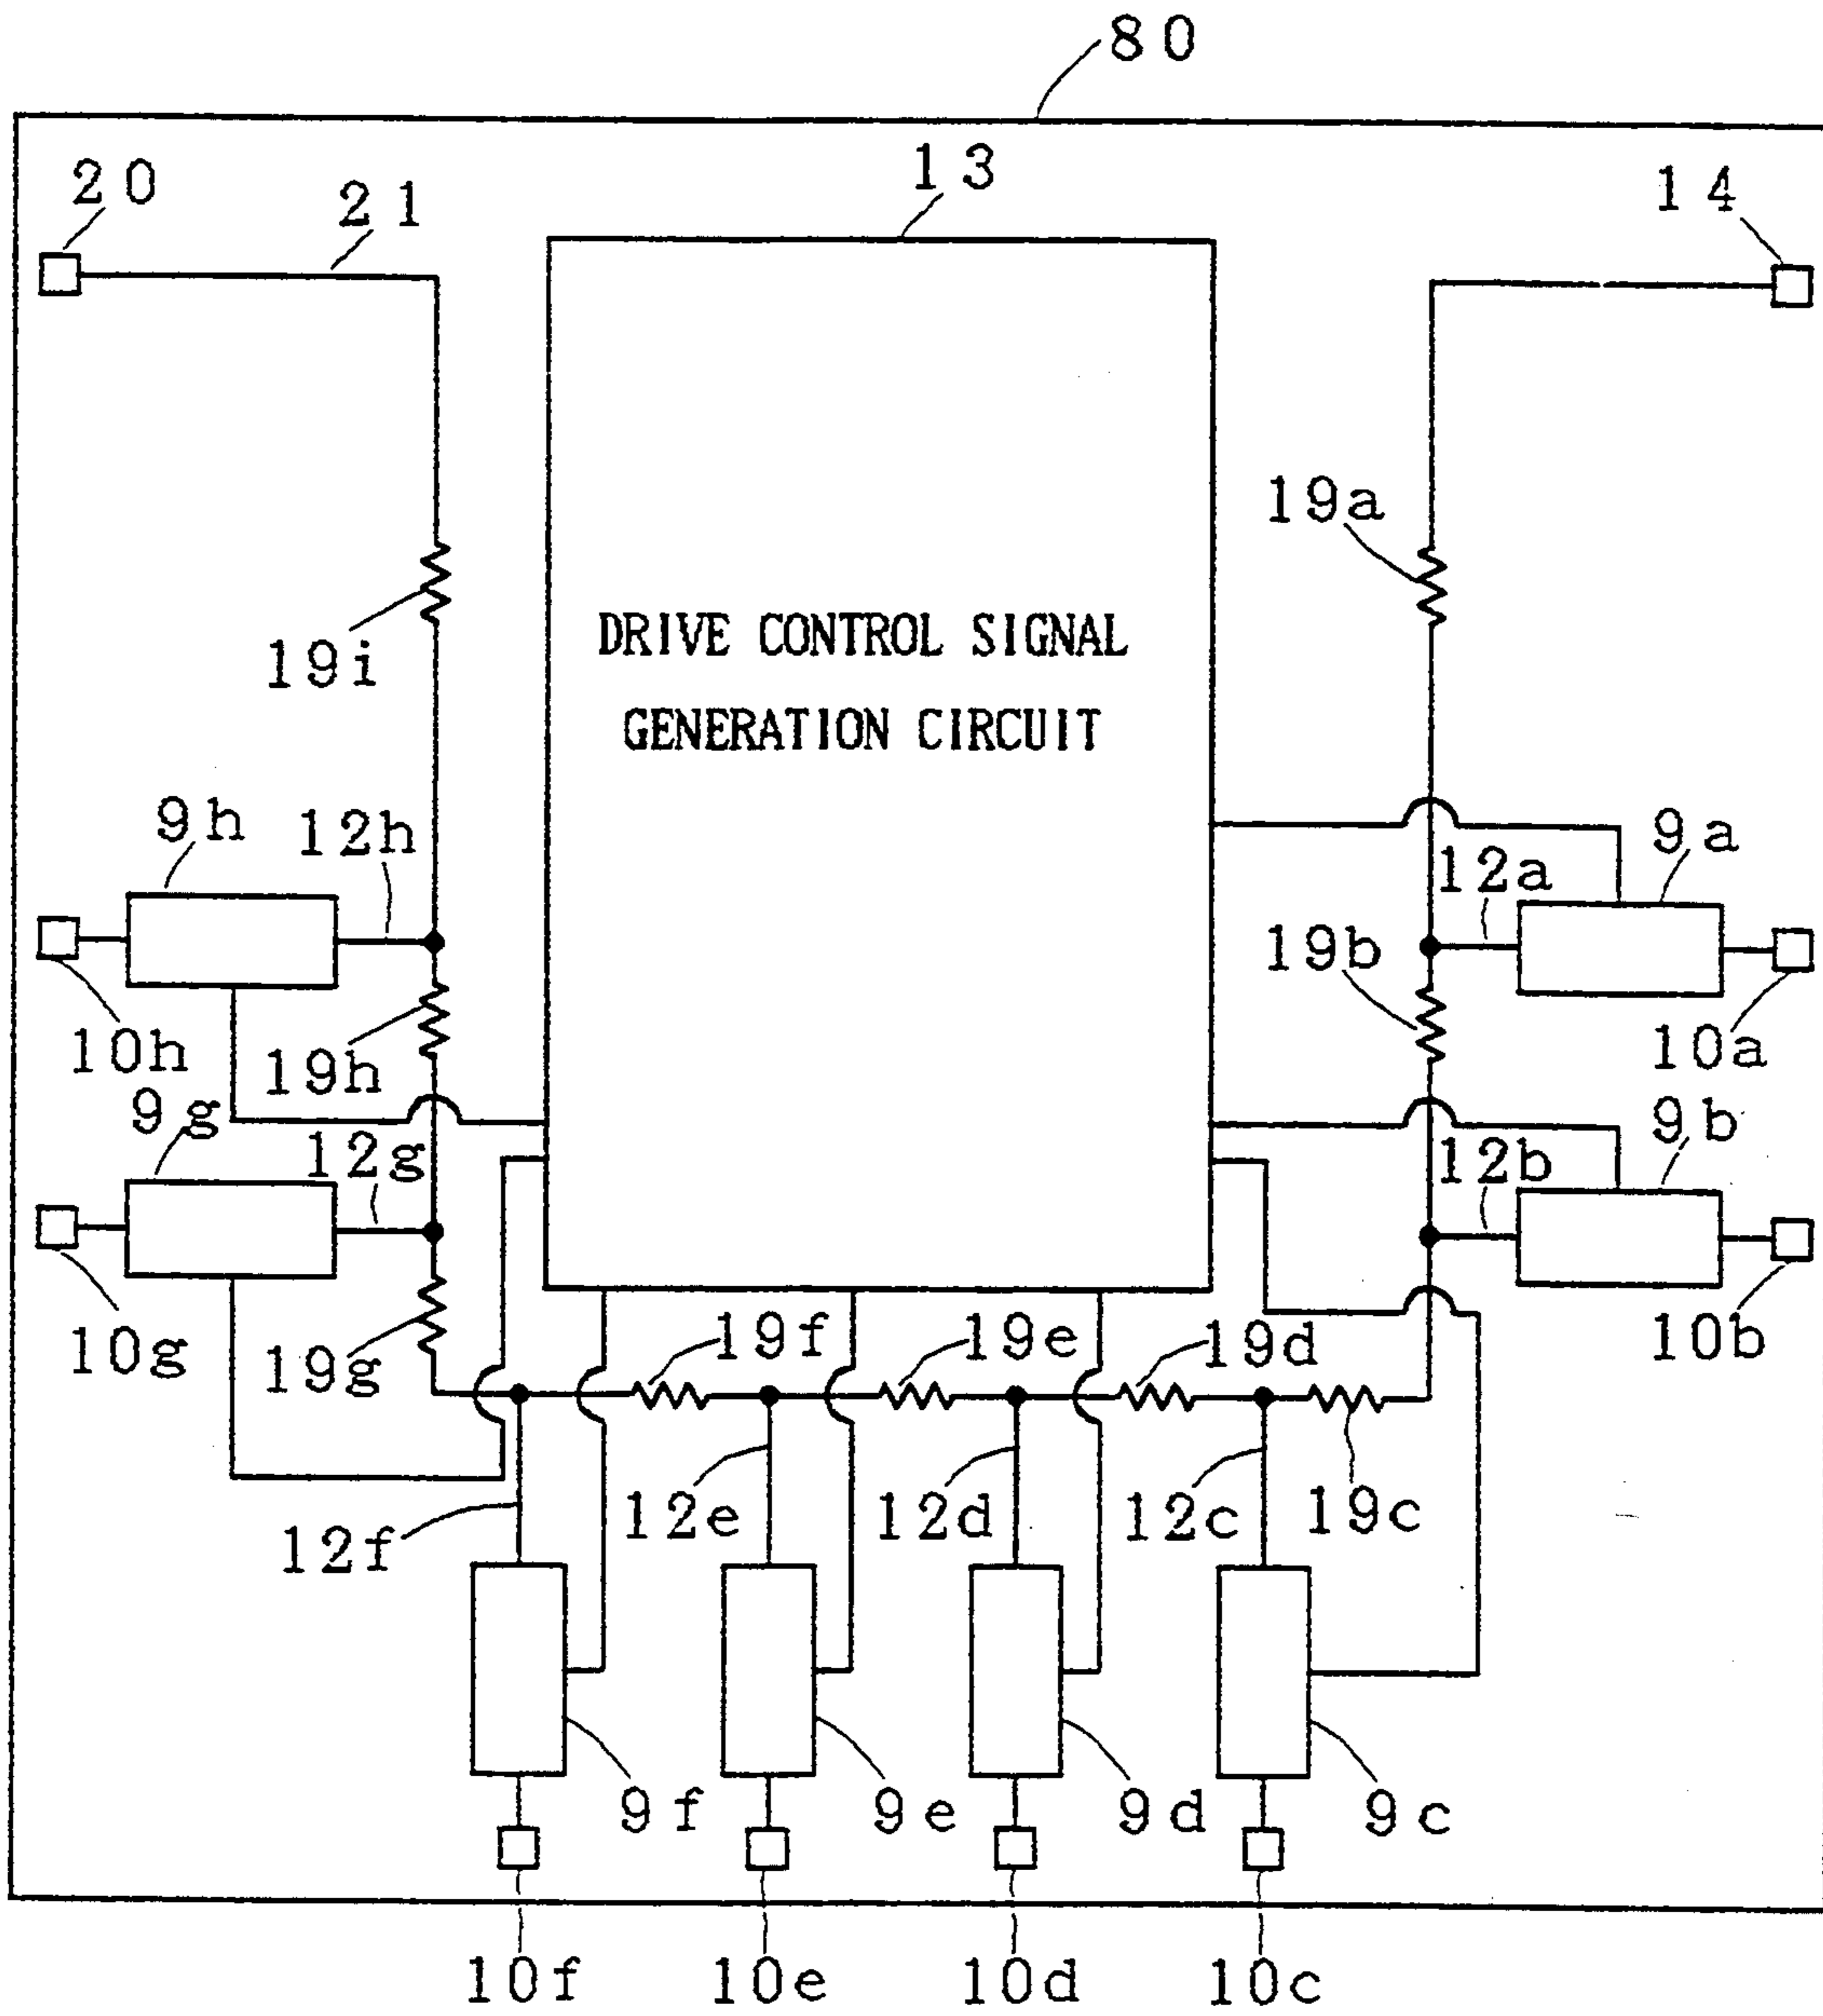 80
20
21
13
14
19a
19i
DRIVE CONTROL SIGNAL
GENERATION CIRCUIT
9h
12h
9a
12a
19b
10h
19h
10a
9g
12g
9b
12b
10g
19g
19f
19e
19d
10b
12f
12e
12d
12c
19c
9f
9e
9d
9c
10f
10e
10d
10c